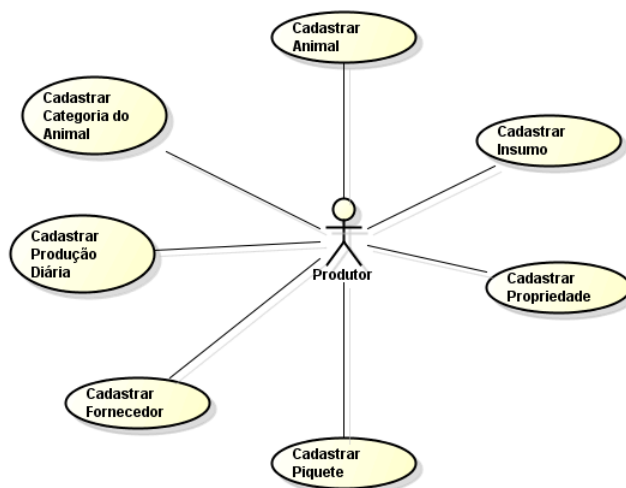 Cadastrar
Animal
Cadastrar
Categoria do
Animal
Cadastrar
Insumo
Cadastrar
Produção
Diária
Produtor
Cadastrar
Propriedade
Cadastrar
Fornecedor
Cadastrar
Piquete